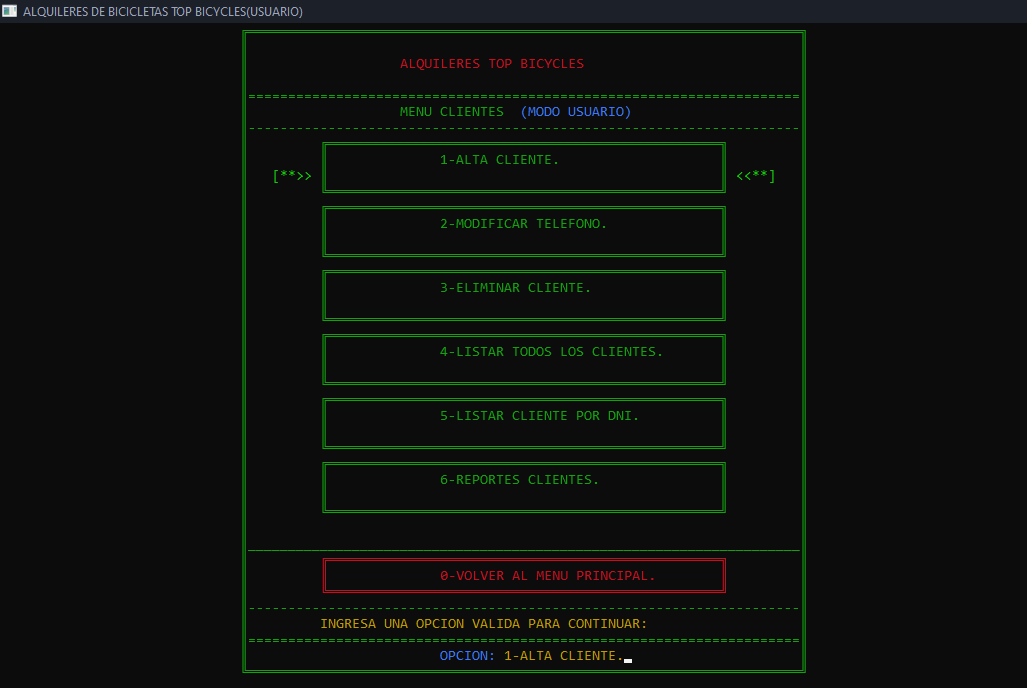 ALQUILERES DE BICICLETAS TOP BICYCLES(USUARIO)
ALQUILERES TOP BICYCLES
MENU CLIENTES (MODO USUARIO)
1-ALTA CLIENTE.
[**>> <<**]
2-MODIFICAR TELEFONO.
3-ELIMINAR CLIENTE.
4-LISTAR TODOS LOS CLIENTES.
5-LISTAR CLIENTE POR DNI.
6-REPORTES CLIENTES.
0-VOLVER AL MENU PRINCIPAL.
INGRESA UNA OPCION VALIDA PARA CONTINUAR:
OPCION: 1-ALTA CLIENTE.